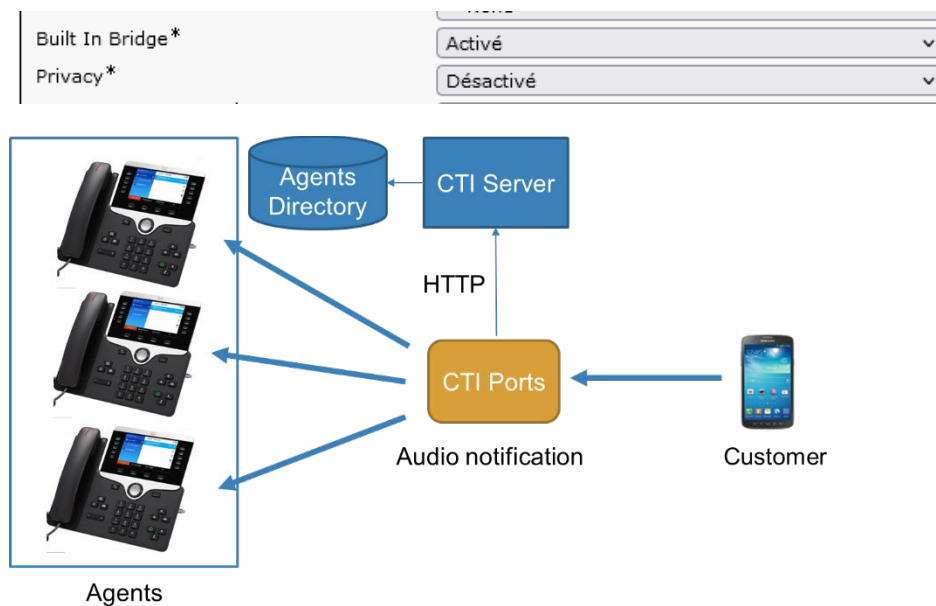 Built In Bridge*
Activé
Privacy*
Désactivé
Agents
Directory
CTI Server
HTTP
CTI Ports
Audio notification
Customer
Agents